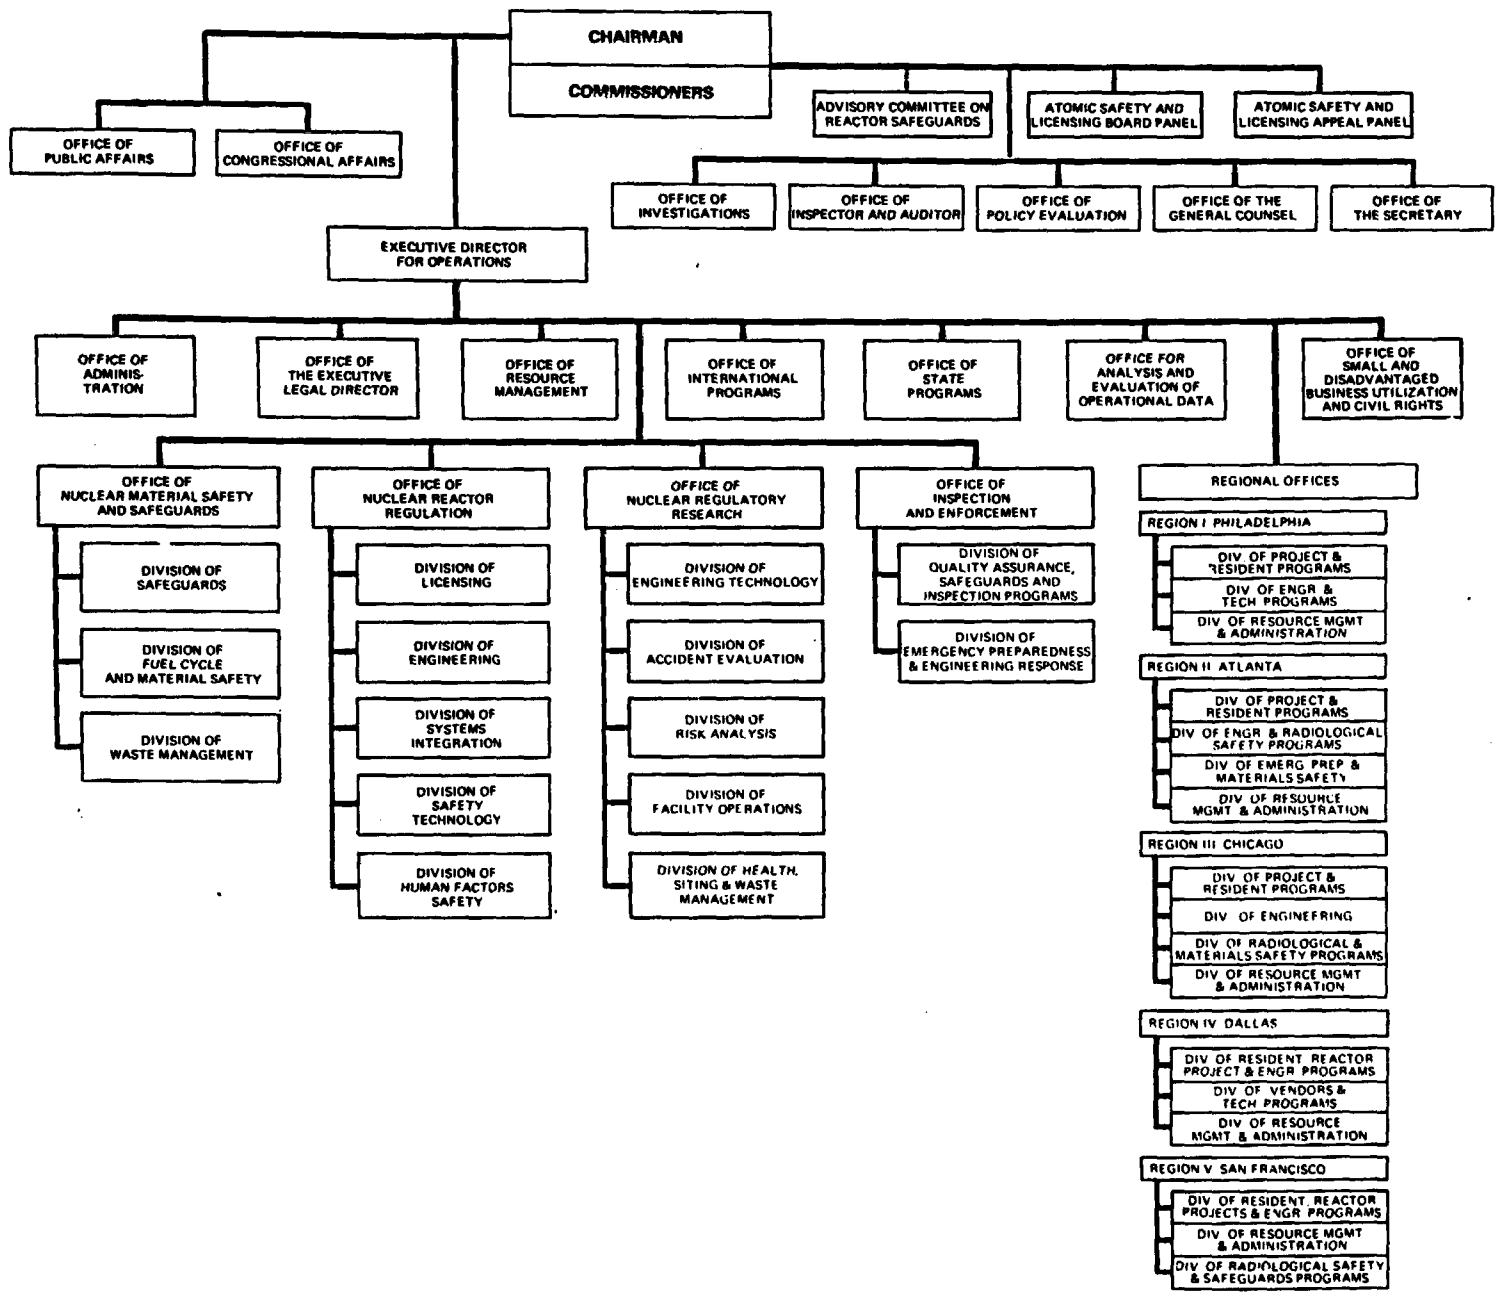 CHAIRMAN
COMMISSIONERS
ADVISORY COMMITTEE ON
REACTOR SAFEGUARDS
ATOMIC SAFETY AND
LICENSING BOARD PANEL
ATOMIC SAFETY AND
LICENSING APPEAL PANEL
OFFICE OF
PUBLIC AFFAIRS
OFFICE OF
CONGRESSIONAL AFFAIRS
OFFICE OF
INVESTIGATIONS
OFFICE OF
INSPECTOR AND AUDITOR
OFFICE OF
POLICY EVALUATION
OFFICE OF THE
GENERAL COUNSEL
OFFICE OF
THE SECRETARY
EXECUTIVE DIRECTOR
FOR OPERATIONS
OFFICE OF
ADMINIS-
TRATION
OFFICE OF
THE EXECUTIVE
LEGAL DIRECTOR
OFFICE OF
RESOURCE
MANAGEMENT
OFFICE OF
INTERNATIONAL
PROGRAMS
OFFICE OF
STATE
PROGRAMS
OFFICE FOR
ANALYSIS AND
EVALUATION OF
OPERATIONAL DATA
OFFICE OF
SMALL AND
DISADVANTAGED
BUSINESS UTILIZATION
AND CIVIL RIGHTS
OFFICE OF
NUCLEAR MATERIAL SAFETY
AND SAFEGUARDS
DIVISION OF
SAFEGUARDS
DIVISION OF
FUEL CYCLE
AND MATERIAL SAFETY
DIVISION OF
WASTE MANAGEMENT
OFFICE OF
NUCLEAR REACTOR
REGULATION
DIVISION OF
LICENSING
DIVISION OF
ENGINEERING
DIVISION OF
SYSTEMS
INTEGRATION
DIVISION OF
SAFETY
TECHNOLOGY
DIVISION OF
HUMAN FACTORS
SAFETY
OFFICE OF
NUCLEAR REGULATORY
RESEARCH
DIVISION OF
ENGINEERING TECHNOLOGY
DIVISION OF
ACCIDENT EVALUATION
DIVISION OF
RISK ANALYSIS
DIVISION OF
FACILITY OPERATIONS
DIVISION OF HEALTH,
SITING & WASTE
MANAGEMENT
OFFICE OF
INSPECTION
AND ENFORCEMENT
DIVISION OF
QUALITY ASSURANCE,
SAFEGUARDS AND
INSPECTION PROGRAMS
DIVISION OF
EMERGENCY PREPAREDNESS
& ENGINEERING RESPONSE
REGIONAL OFFICES
REGION I PHILADELPHIA
DIV. OF PROJECT &
RESIDENT PROGRAMS
DIV OF ENGR &
TECH PROGRAMS
DIV OF RESOURCE MGMT
& ADMINISTRATION
REGION II ATLANTA
DIV OF PROJECT &
RESIDENT PROGRAMS
DIV OF ENGR & RADIOLOGICAL
SAFETY PROGRAMS
DIV OF EMERG PREP &
MATERIALS SAFETY
DIV OF RESOURCE
MGMT & ADMINISTRATION
REGION III CHICAGO
DIV OF PROJECT &
RESIDENT PROGRAMS
DIV OF ENGINEERING
DIV OF RADIOLOGICAL &
MATERIALS SAFETY PROGRAMS
DIV OF RESOURCE MGMT
& ADMINISTRATION
REGION IV DALLAS
DIV OF RESIDENT, REACTOR
PROJECT & ENGR PROGRAMS
DIV OF VENDORS &
TECH PROGRAMS
DIV OF RESOURCE
MGMT & ADMINISTRATION
REGION V SAN FRANCISCO
DIV OF RESIDENT, REACTOR
PROJECTS & ENGR PROGRAMS
DIV OF RESOURCE MGMT
& ADMINISTRATION
DIV OF RADIOLOGICAL SAFETY
& SAFEGUARDS PROGRAMS